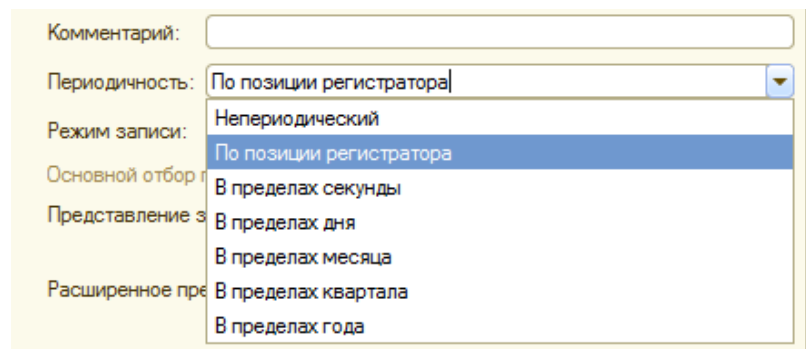 Комментарий:
Периодичность: По позиции регистратора
Непериодический
Режим записи:
По позиции регистратора
Основной отбор
В пределах секунды
Представление з
В пределах дня
В пределах месяца
Расширенное пре
В пределах квартала
В пределах года